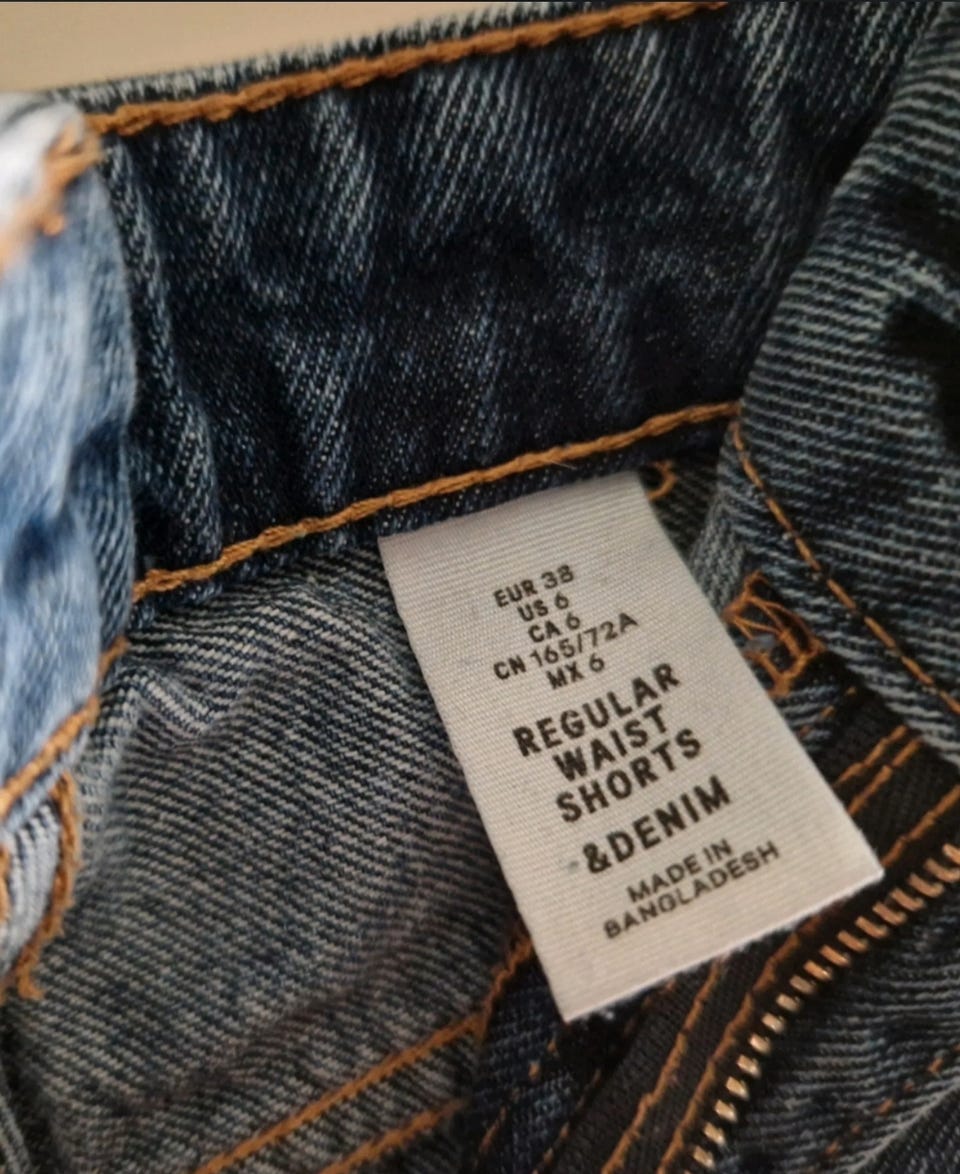 EUR 38
US 6
CA 6
CN 165/72A
MX 6
REGULAR
WAIST
SHORTS
&DENIM
MADE IN
BANGLADESH